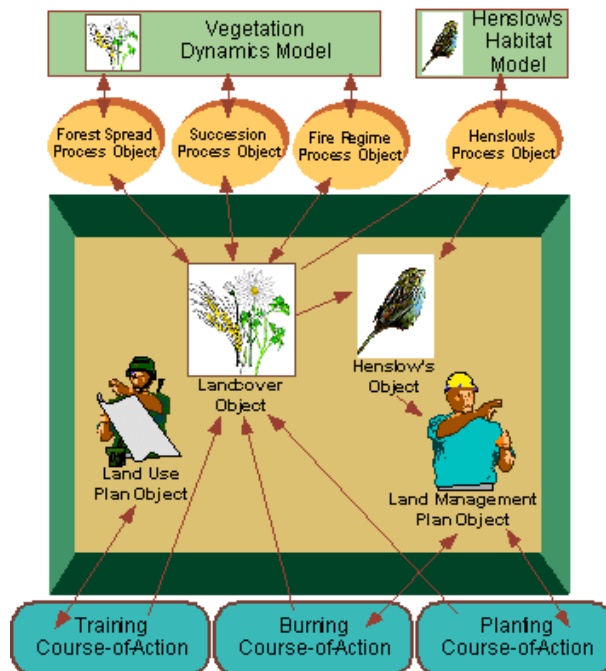 Vegetation
Dynamics Model
Henslow's
Habitat
Model
Forest Spread
Process Object
Succession
Process Object
Fire Regime
Process Object
Henslow's
Process Object
Landcover
Object
Henslow's
Object
Land Use
Plan Object
Land Management
Plan Object
Training
Course-of-Action
Burning
Course-of-Action
Planting
Course-of-Action